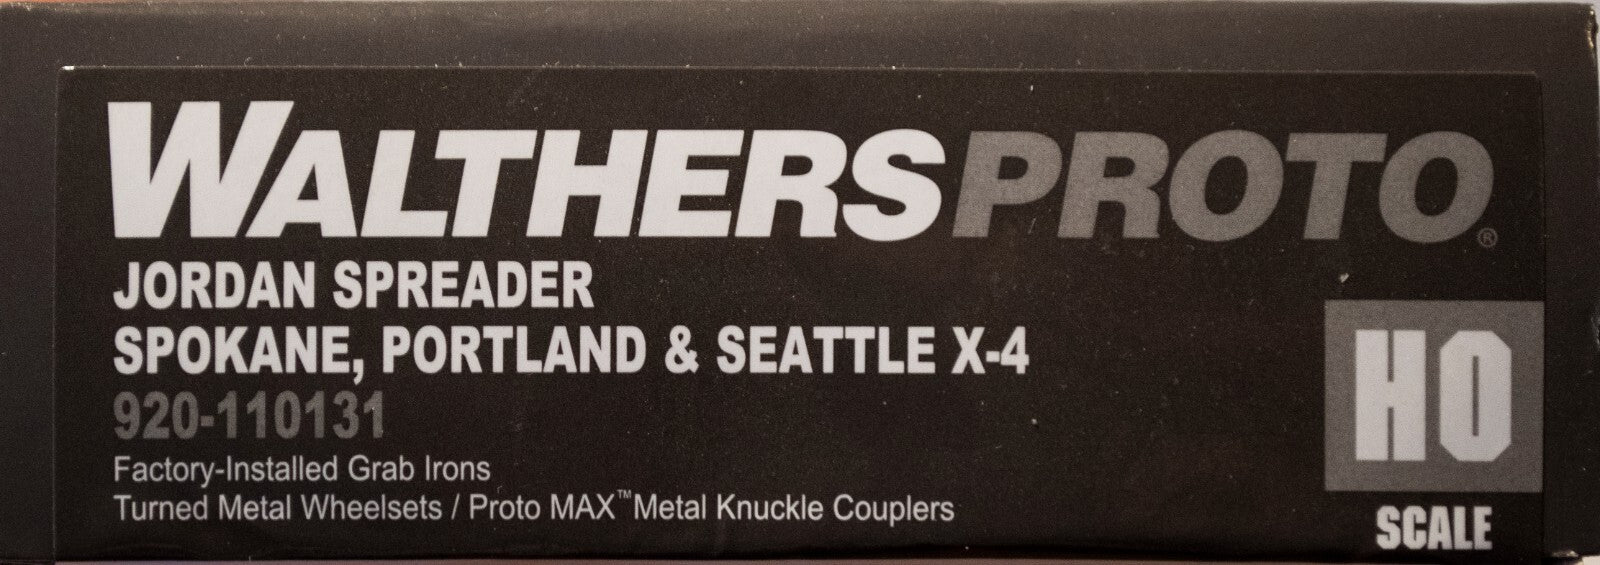 WALTHERSPROTO®
JORDAN SPREADER
SPOKANE, PORTLAND & SEATTLE X-4
920-110131
Factory-Installed Grab Irons
Turned Metal Wheelsets / Proto MAX™ Metal Knuckle Couplers
HO
SCALE